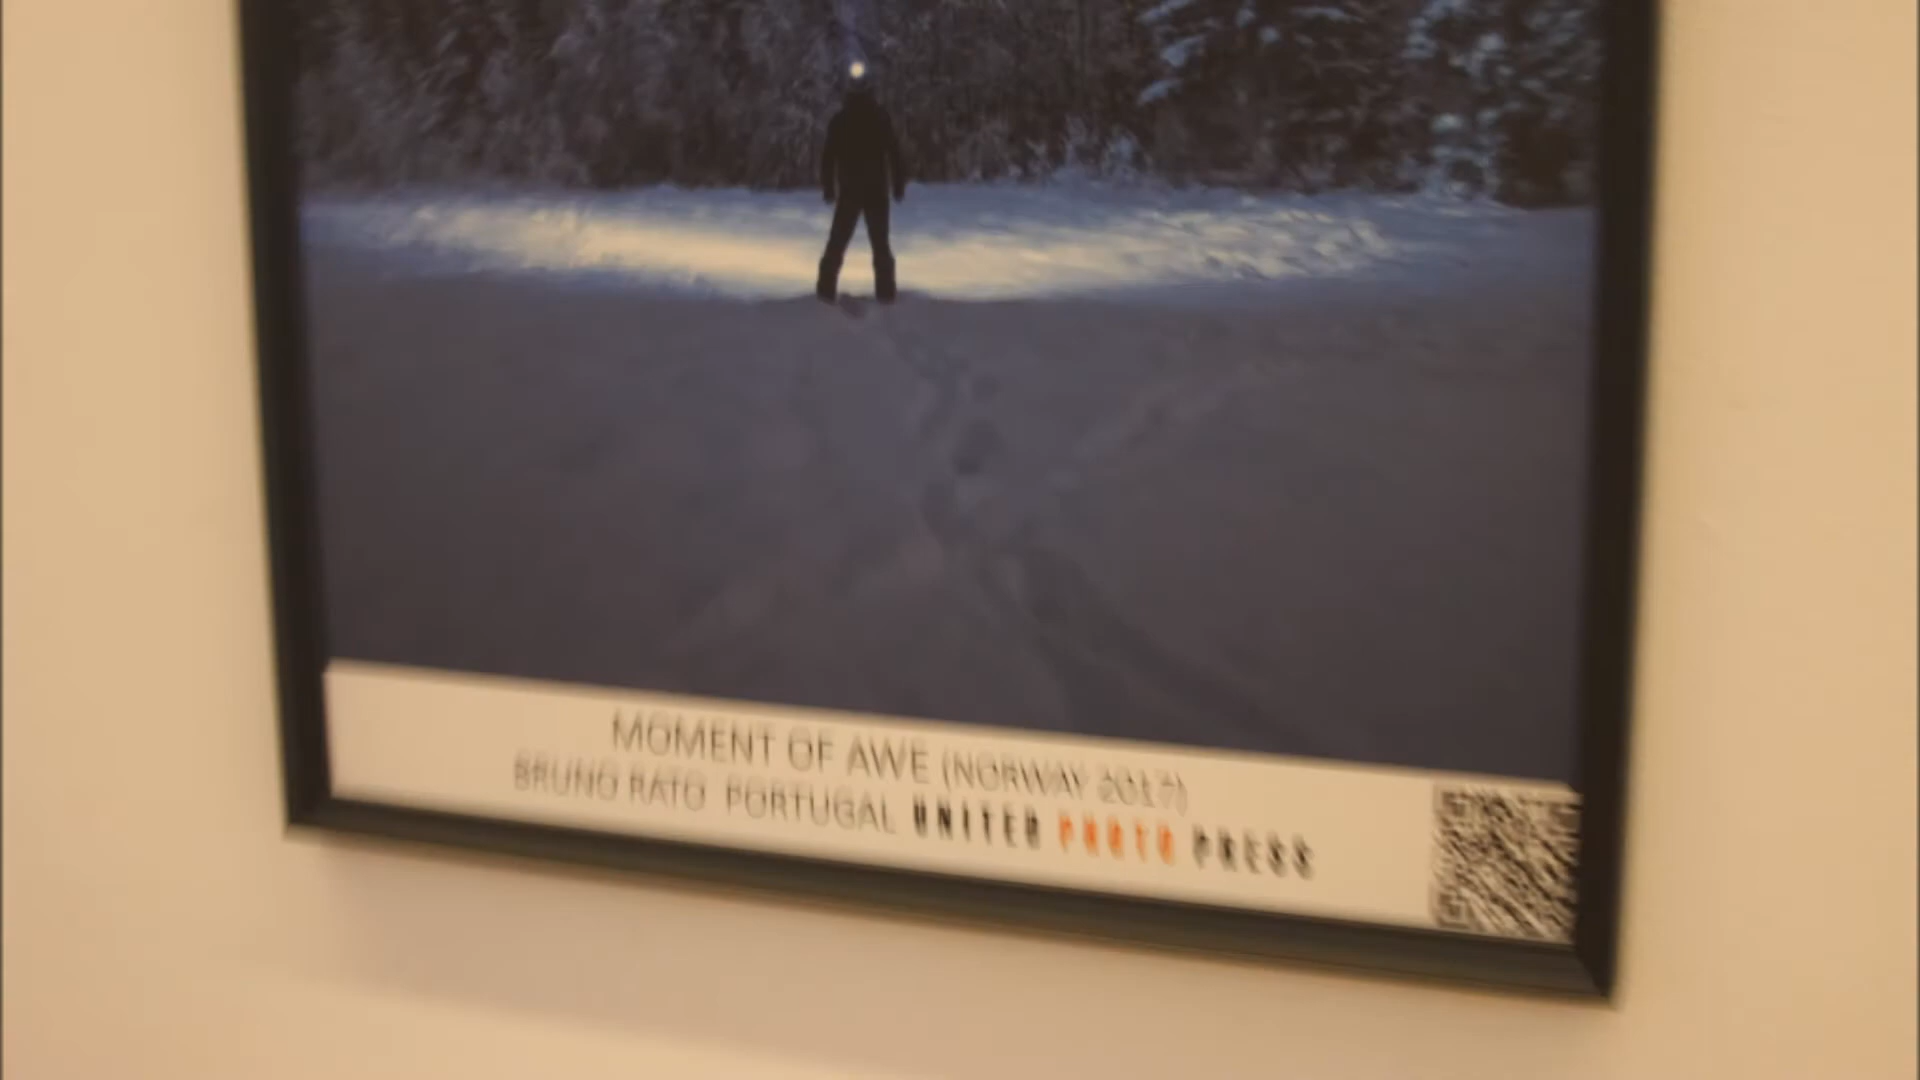 MOMENT OF AWE (NORWAY 2017)
BRUNO RATO PORTUGAL UNITED PHOTO PRESS